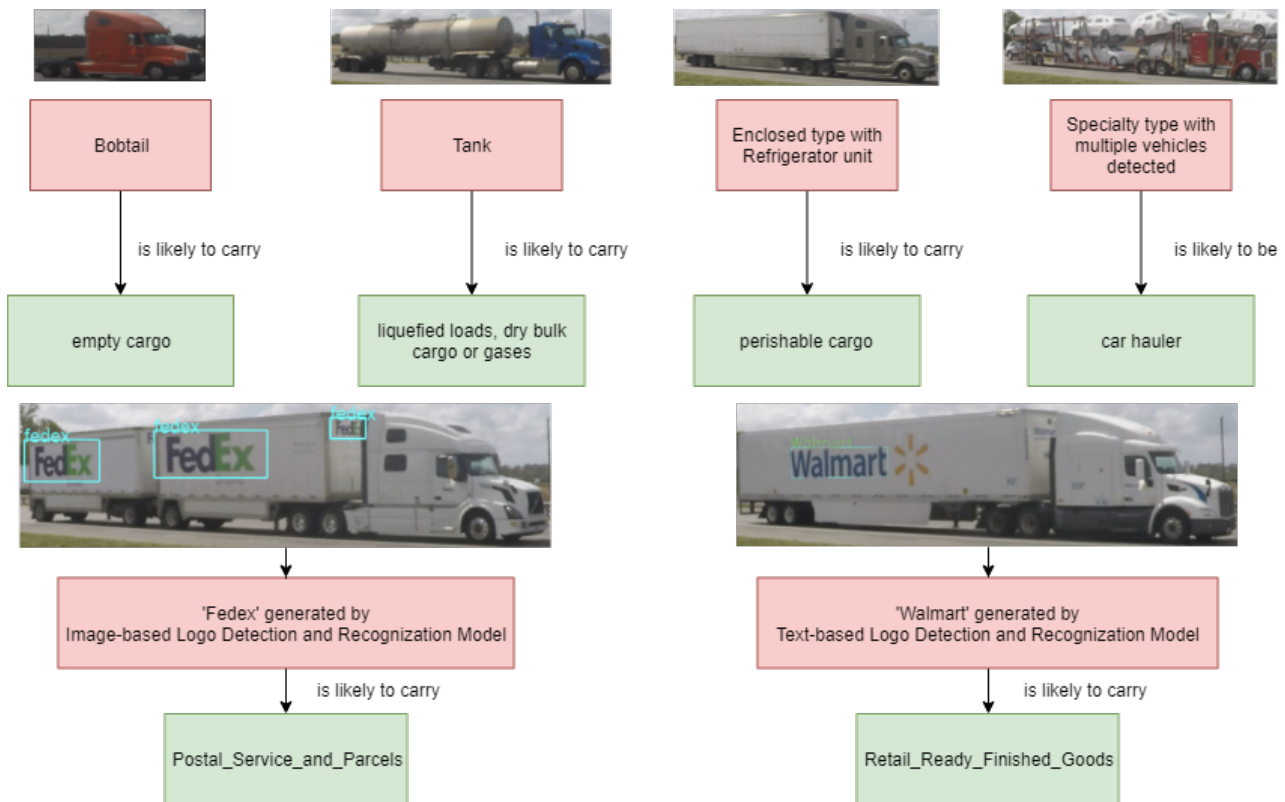 Bobtail
Tank
Enclosed type with
Refrigerator unit
Specialty type with
multiple vehicles
detected
is likely to carry
is likely to carry
is likely to carry
is likely to be
empty cargo
liquefied loads, dry bulk
cargo or gases
perishable cargo
car hauler
fedex
FedEx
fedex
FedEx
fedex
FedEx
Walmart
Walmart
'Fedex' generated by
Image-based Logo Detection and Recognization Model
'Walmart' generated by
Text-based Logo Detection and Recognization Model
is likely to carry
is likely to carry
Postal_Service_and_Parcels
Retail_Ready_Finished_Goods